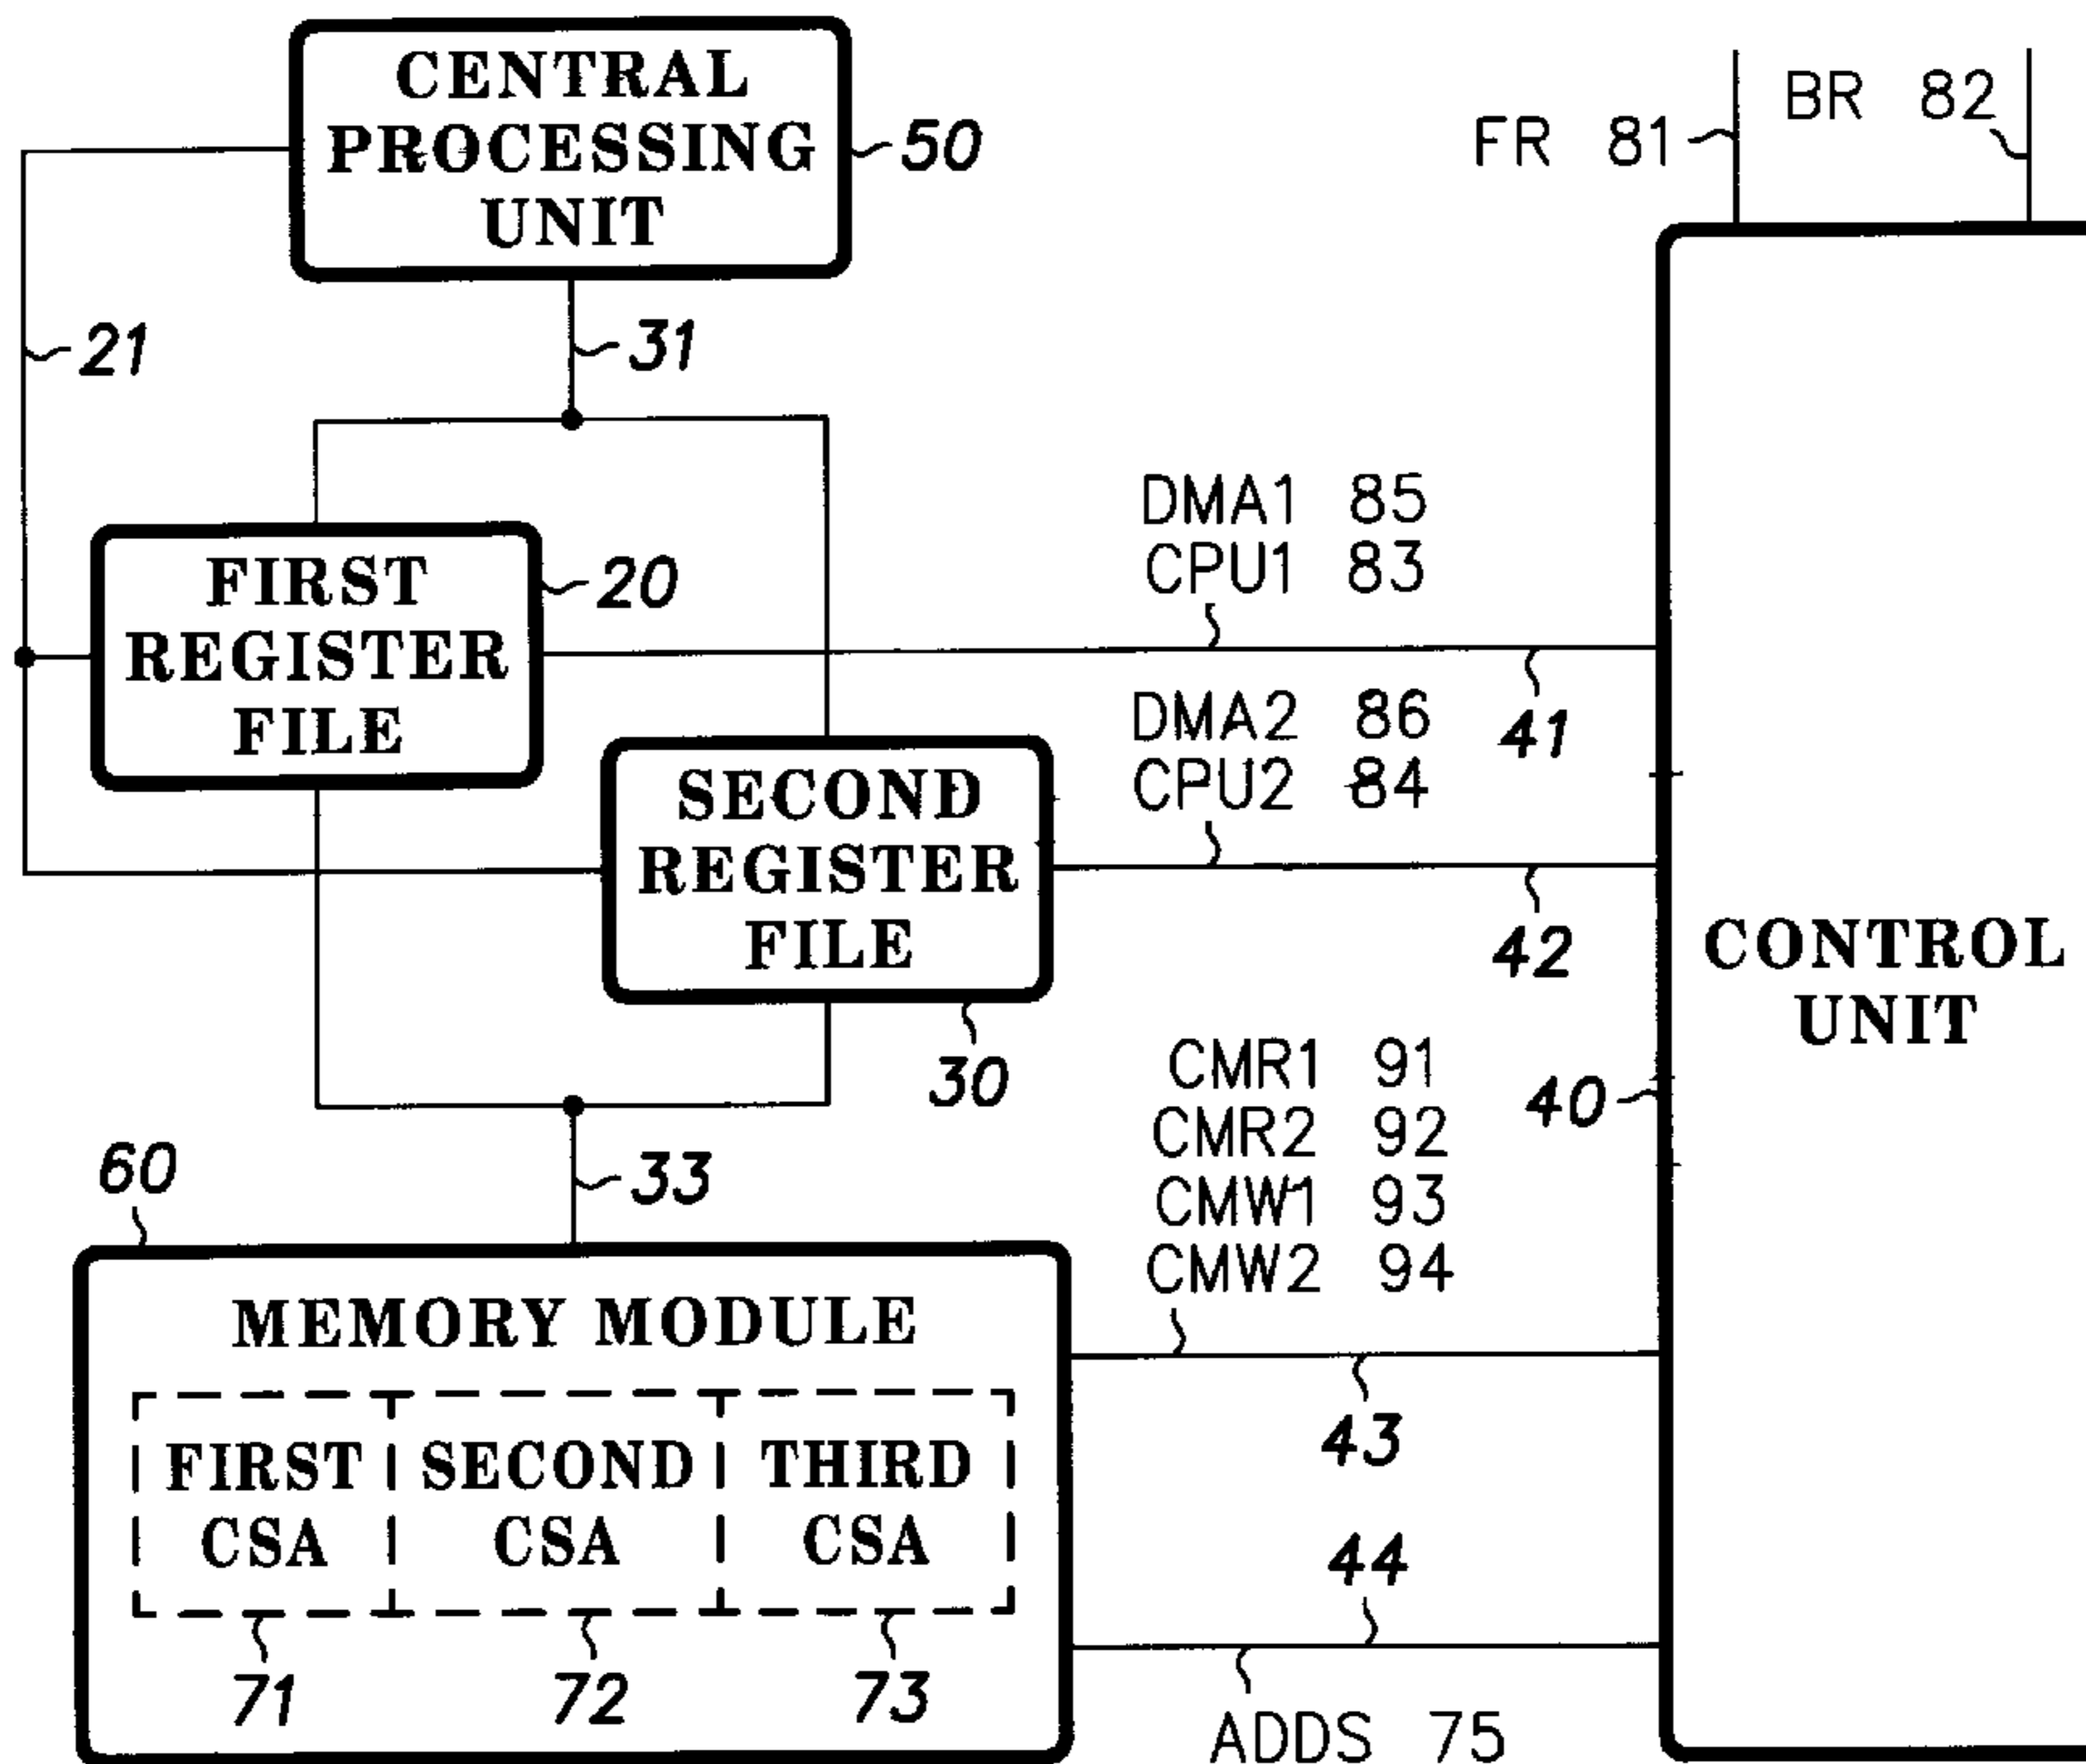 CENTRAL
PROCESSING
UNIT
50
FR 81
BR 82
21
31
FIRST
REGISTER
FILE
20
DMA1 85
CPU1 83
41
SECOND
REGISTER
FILE
30
DMA2 86
CPU2 84
42
CONTROL
UNIT
40
CMR1 91
CMR2 92
CMW1 93
CMW2 94
43
33
60
MEMORY MODULE
FIRST
CSA
SECOND
CSA
THIRD
CSA
71
72
73
44
ADDS 75